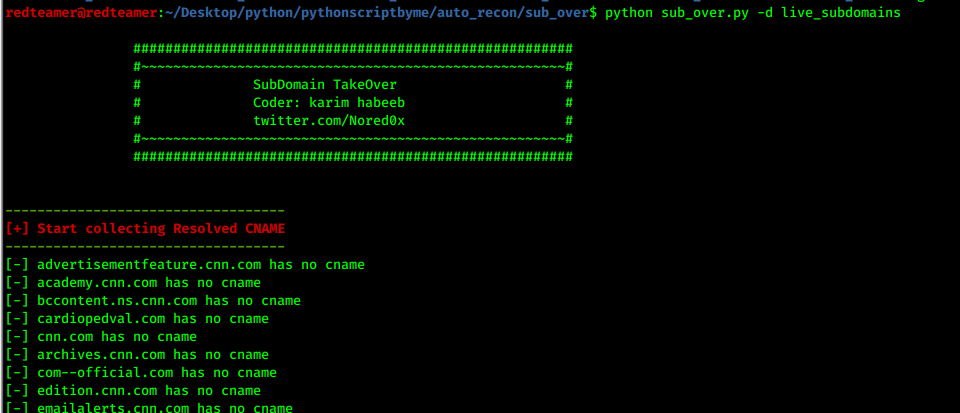 redteamer@redteamer:~/Desktop/python/pythonscriptbyme/auto_recon/sub_over$ python sub_over.py -d live_subdomains
#######################################################
#~~~~~~~~~~~~~~~~~~~~~~~~~~~~~~~~~~~~~~~~~~~~~~~~~~~~~#
# SubDomain TakeOver #
# Coder: karim habeeb #
# twitter.com/Nored0x #
#~~~~~~~~~~~~~~~~~~~~~~~~~~~~~~~~~~~~~~~~~~~~~~~~~~~~~#
#######################################################
-----------------------------------
[+] Start collecting Resolved CNAME
-----------------------------------
[-] advertisementfeature.cnn.com has no cname
[-] academy.cnn.com has no cname
[-] bccontent.ns.cnn.com has no cname
[-] cardiopedval.com has no cname
[-] cnn.com has no cname
[-] archives.cnn.com has no cname
[-] com--official.com has no cname
[-] edition.cnn.com has no cname
[-] emailalerts.cnn.com has no cname